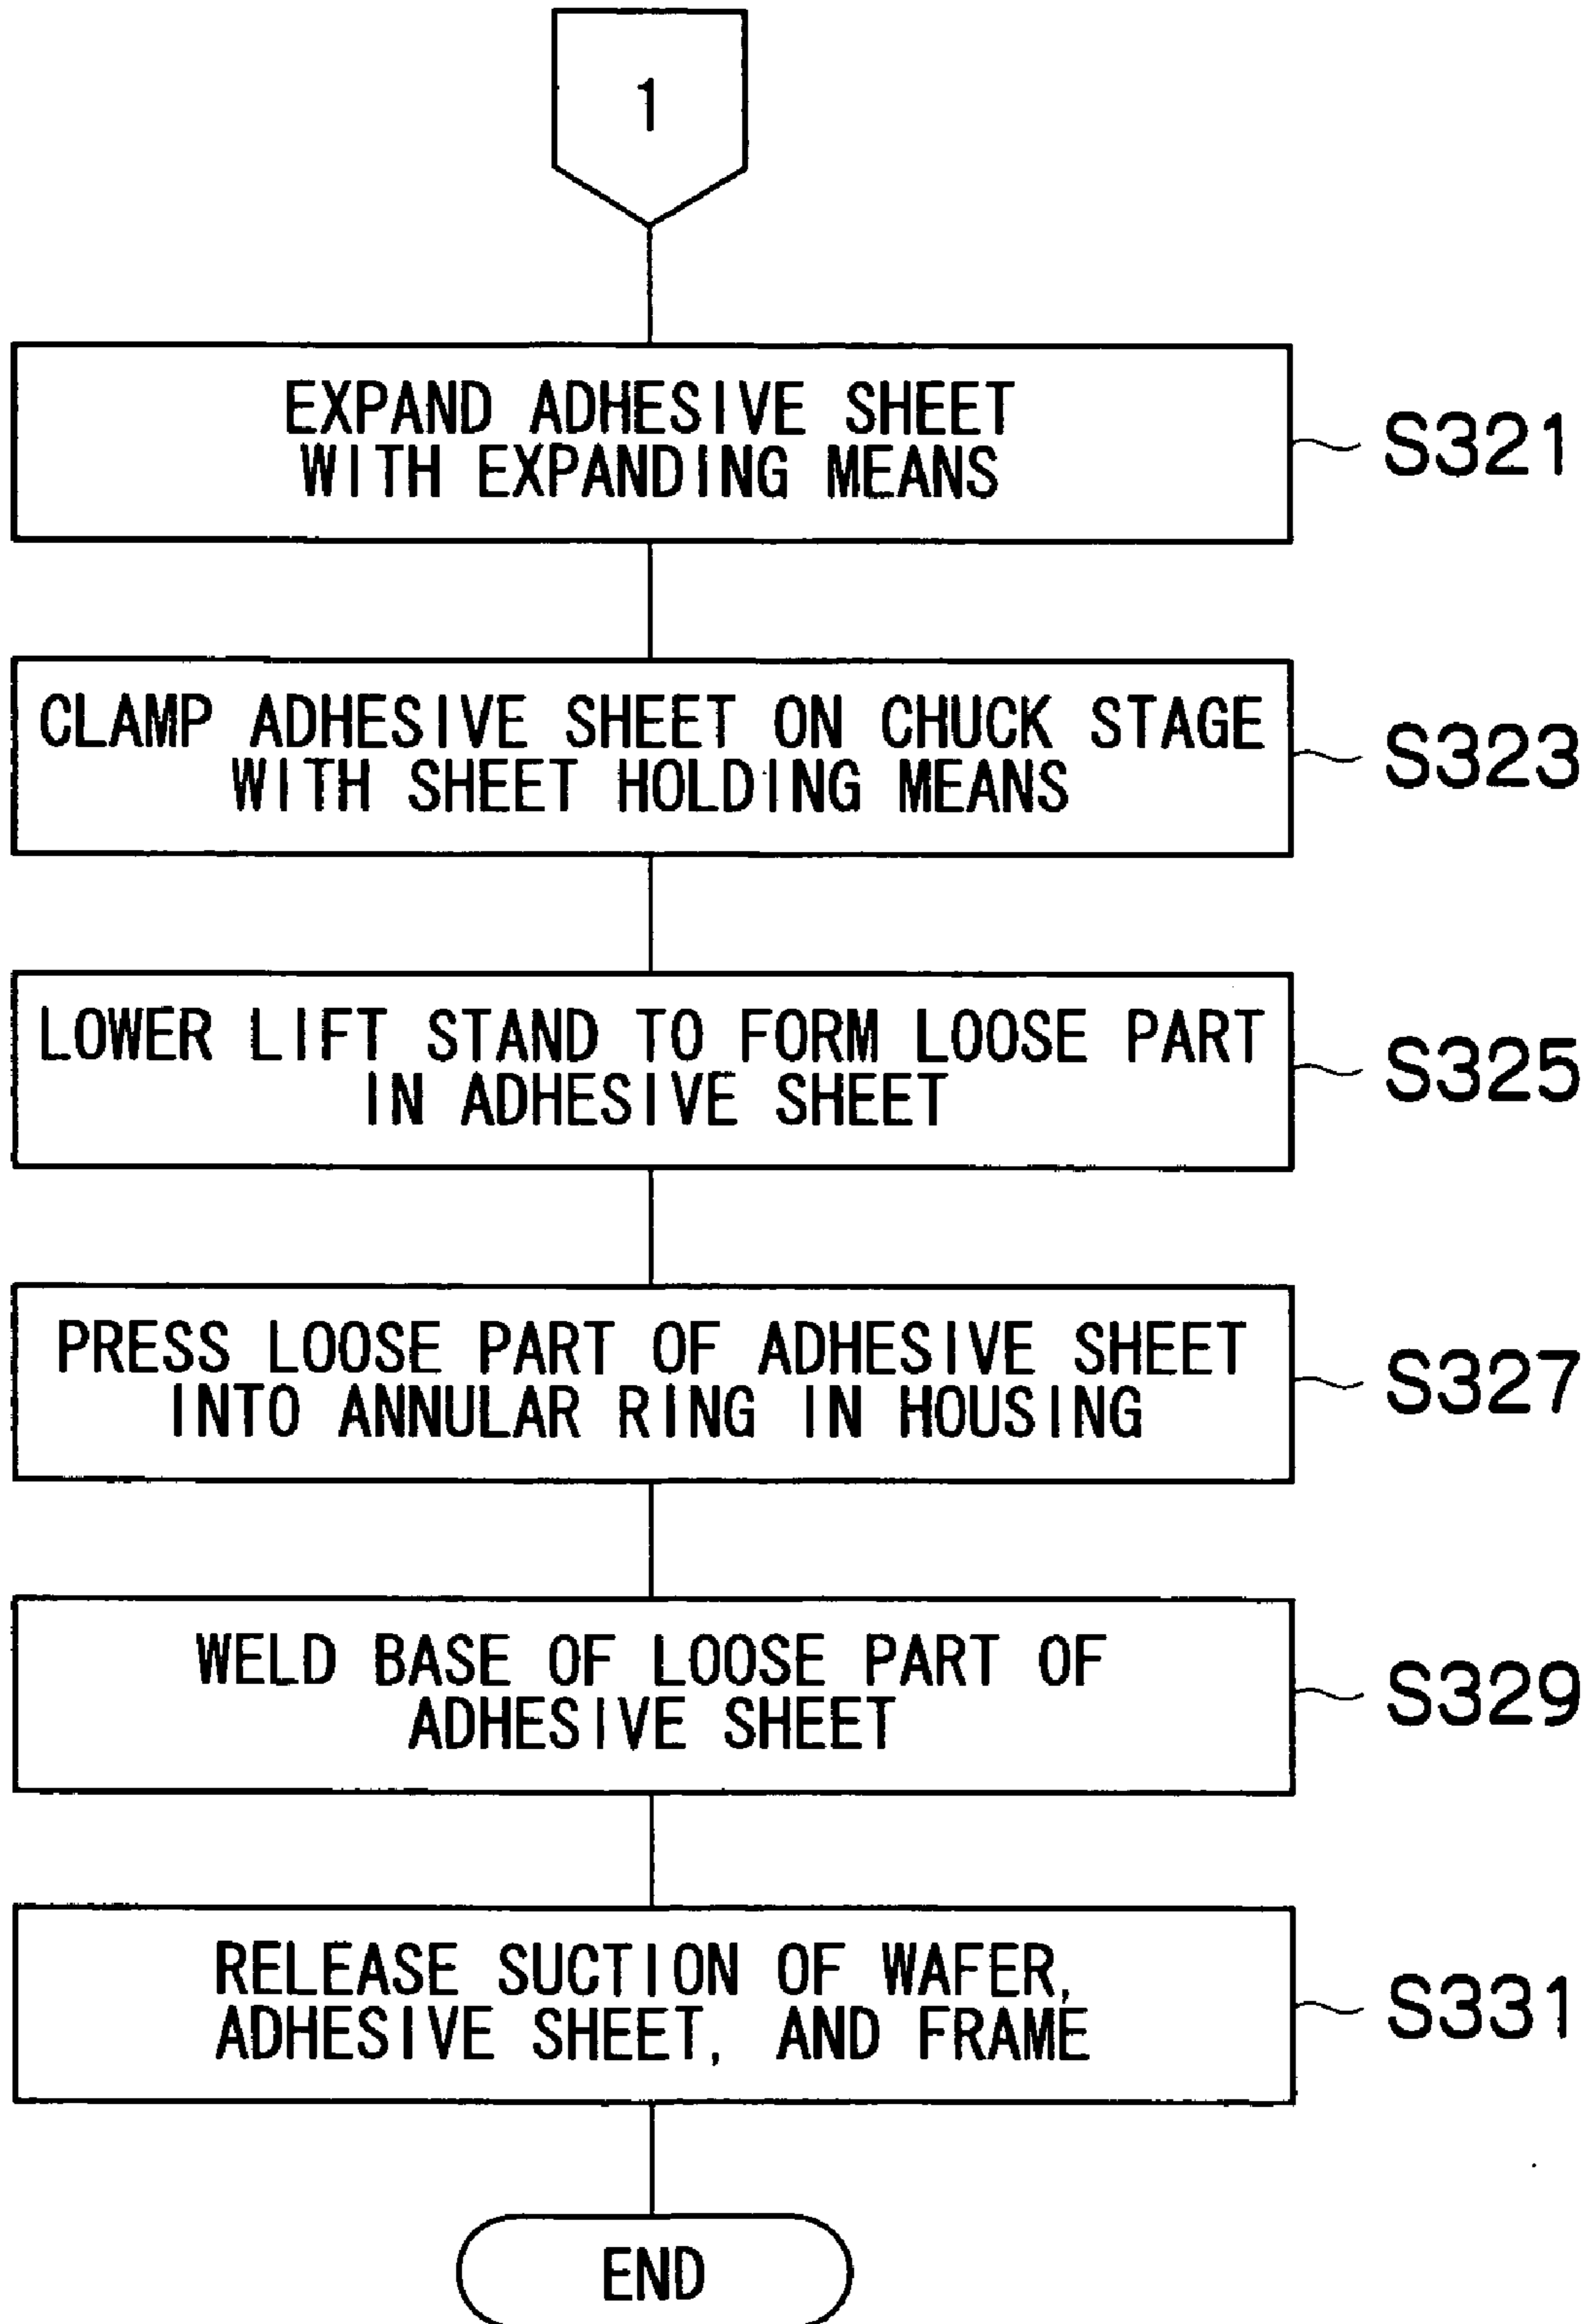 1
EXPAND ADHESIVE SHEET
WITH EXPANDING MEANS
S321
CLAMP ADHESIVE SHEET ON CHUCK STAGE
WITH SHEET HOLDING MEANS
S323
LOWER LIFT STAND TO FORM LOOSE PART
IN ADHESIVE SHEET
S325
PRESS LOOSE PART OF ADHESIVE SHEET
INTO ANNULAR RING IN HOUSING
S327
WELD BASE OF LOOSE PART OF
ADHESIVE SHEET
S329
RELEASE SUCTION OF WAFER,
ADHESIVE SHEET, AND FRAME
S331
END